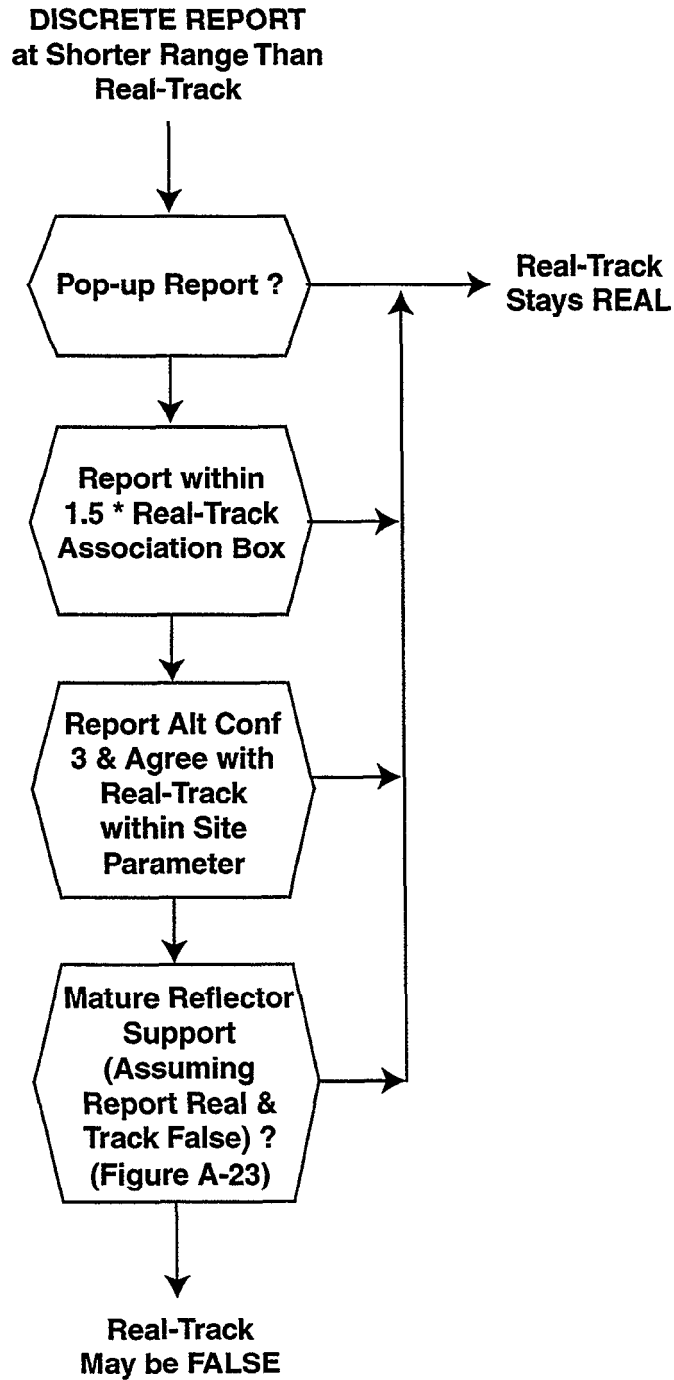 DISCRETE REPORT
at Shorter Range Than
Real-Track
Pop-up Report ?
Real-Track
Stays REAL
Report within
1.5 * Real-Track
Association Box
Report Alt Conf
3 & Agree with
Real-Track
within Site
Parameter
Mature Reflector
Support
(Assuming
Report Real &
Track False) ?
(Figure A-23)
Real-Track
May be FALSE